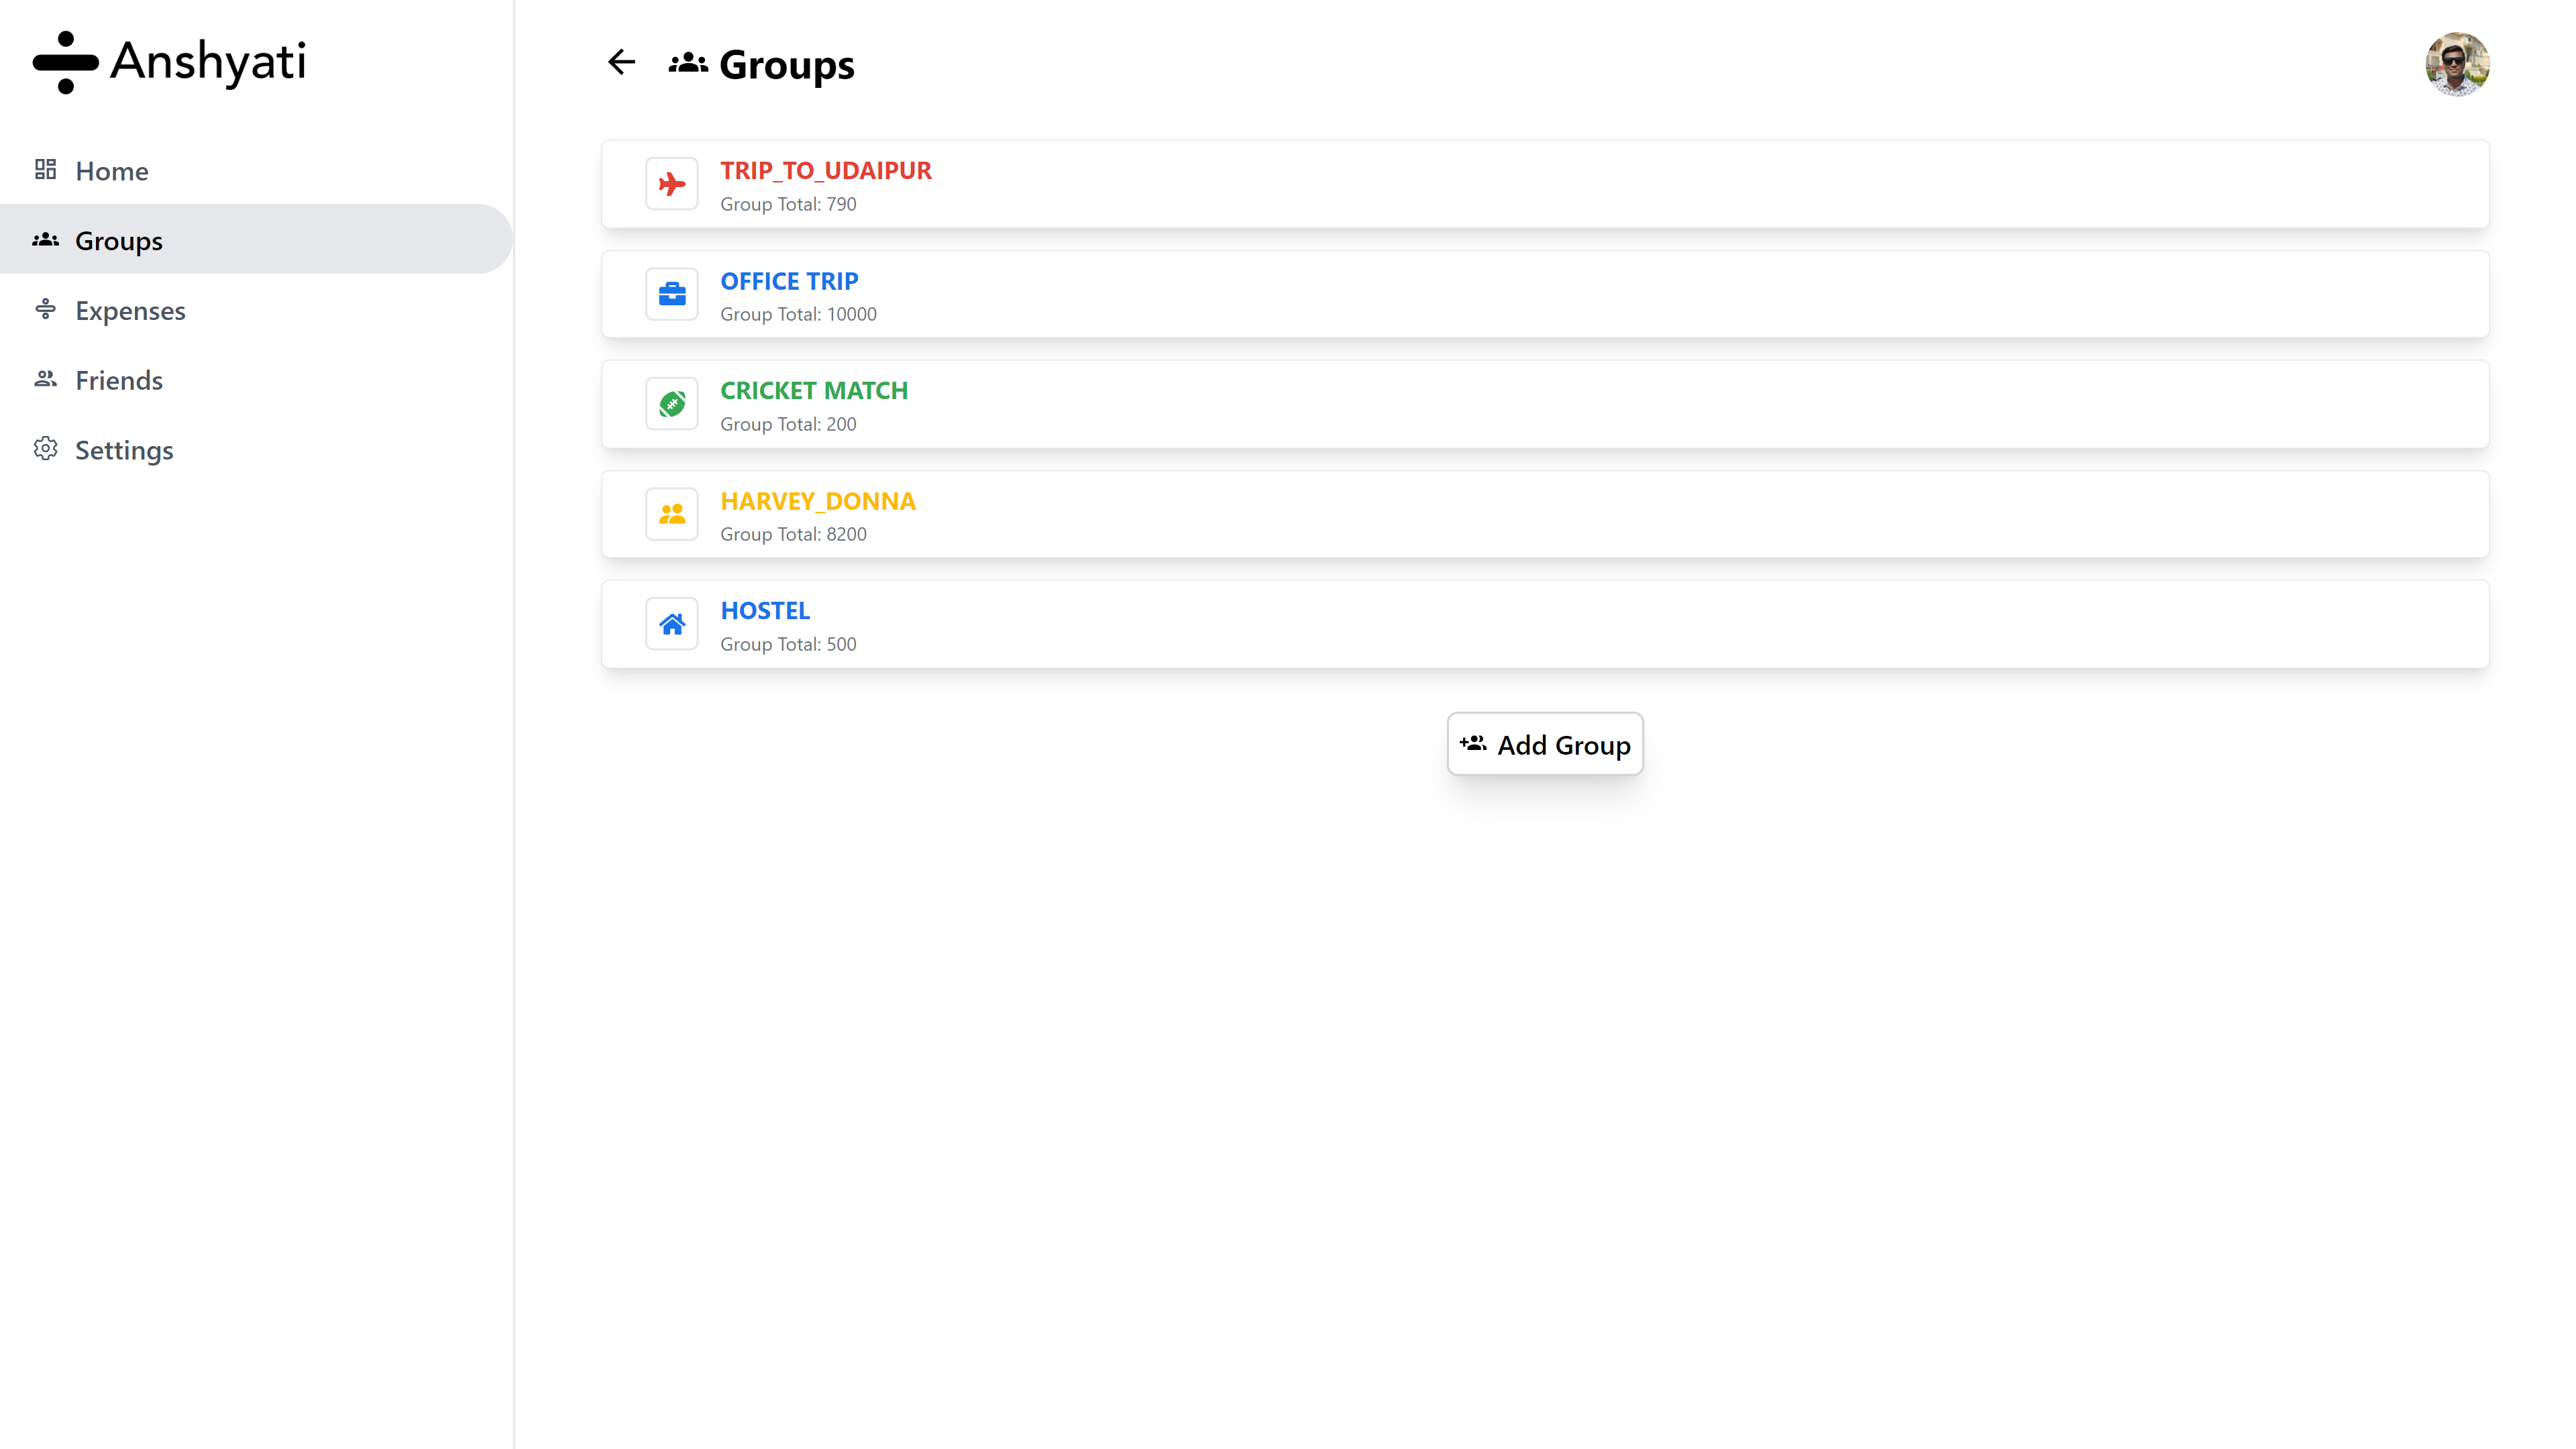 Anshyati
Home
Groups
Expenses
Friends
Settings
Groups
TRIP_TO_UDAIPUR
Group Total: 790
OFFICE TRIP
Group Total: 10000
CRICKET MATCH
Group Total: 200
HARVEY_DONNA
Group Total: 8200
HOSTEL
Group Total: 500
Add Group